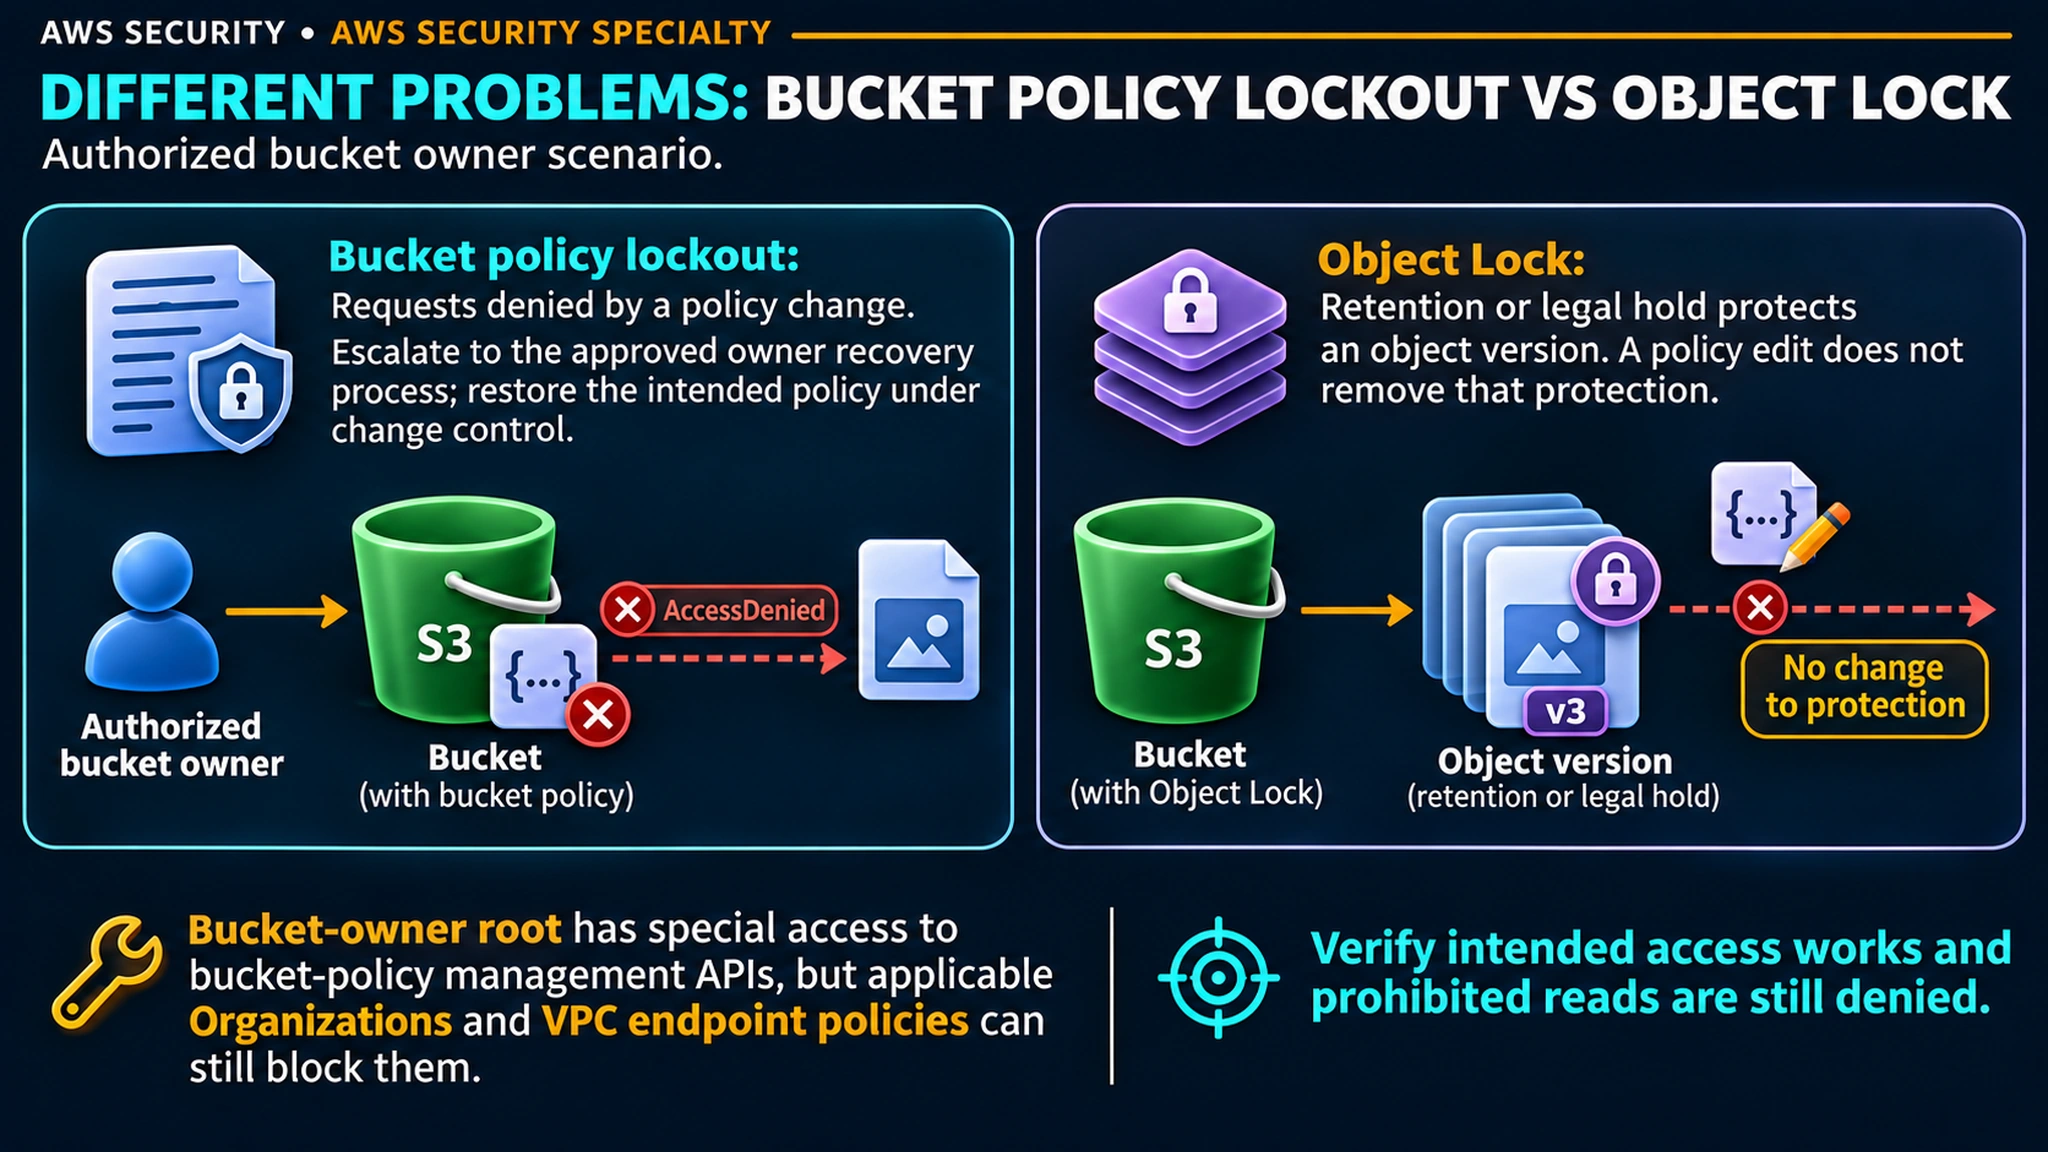 AWS SECURITY • AWS SECURITY SPECIALTY
DIFFERENT PROBLEMS: BUCKET POLICY LOCKOUT VS OBJECT LOCK
Authorized bucket owner scenario.
Bucket policy lockout:
Requests denied by a policy change.
Escalate to the approved owner recovery
process; restore the intended policy under
change control.
Authorized
bucket owner
S3
{...}
Bucket
(with bucket policy)
AccessDenied
Object Lock:
Retention or legal hold protects
an object version. A policy edit does not
remove that protection.
S3
Bucket
(with Object Lock)
v3
Object version
(retention or legal hold)
{...}
No change
to protection
Bucket-owner root has special access to
bucket-policy management APIs, but applicable
Organizations and VPC endpoint policies can
still block them.
Verify intended access works and
prohibited reads are still denied.